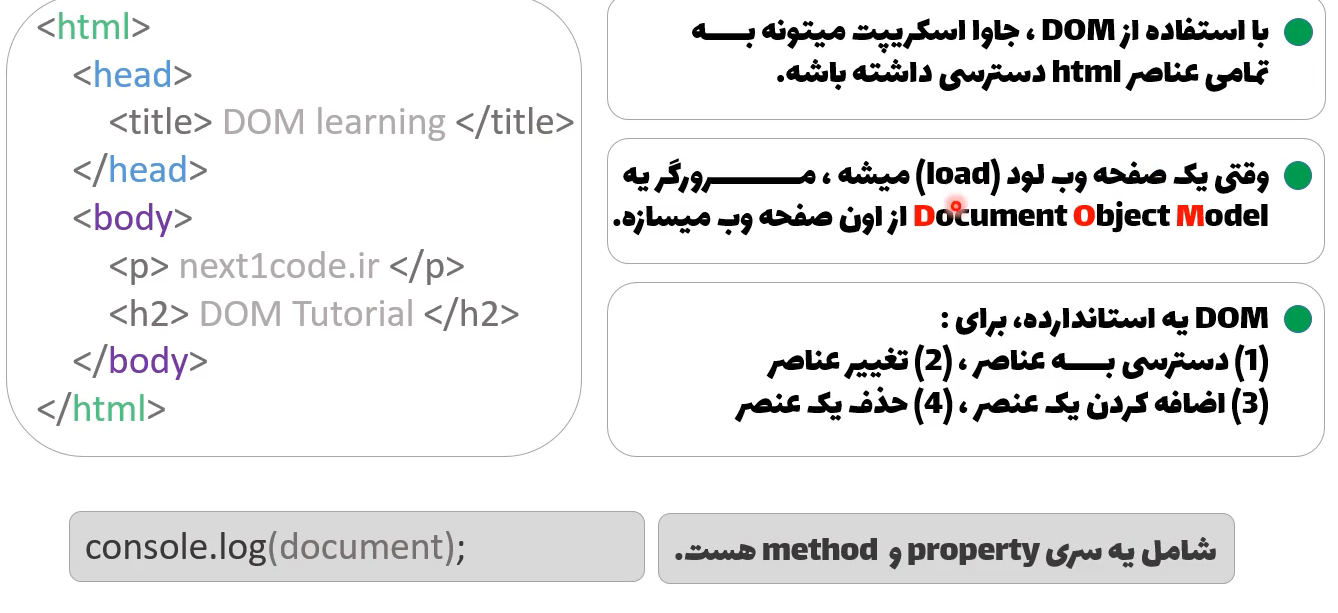 <html>
<head>
<title> DOM learning </title>
</head>
<body>
<p> next1code.ir </p>
<h2> DOM Tutorial </h2>
</body>
</html>
با استفاده از DOM ، جاوا اسکریپت میتونه بـــه
تمامی عناصر html دسترسی داشته باشه.
وقتی یک صفحه وب لود (load) میشه ، مـــــــرورگر یه
Document Object Model از اون صفحه وب میسازه.
DOM یه استاندارده، برای :
(1) دسترسی بـــه عناصر ، (2) تغییر عناصر
(3) اضافه کردن یک عنصر ، (4) حذف یک عنصر
console.log(document);
شامل یه سری property و method هست.